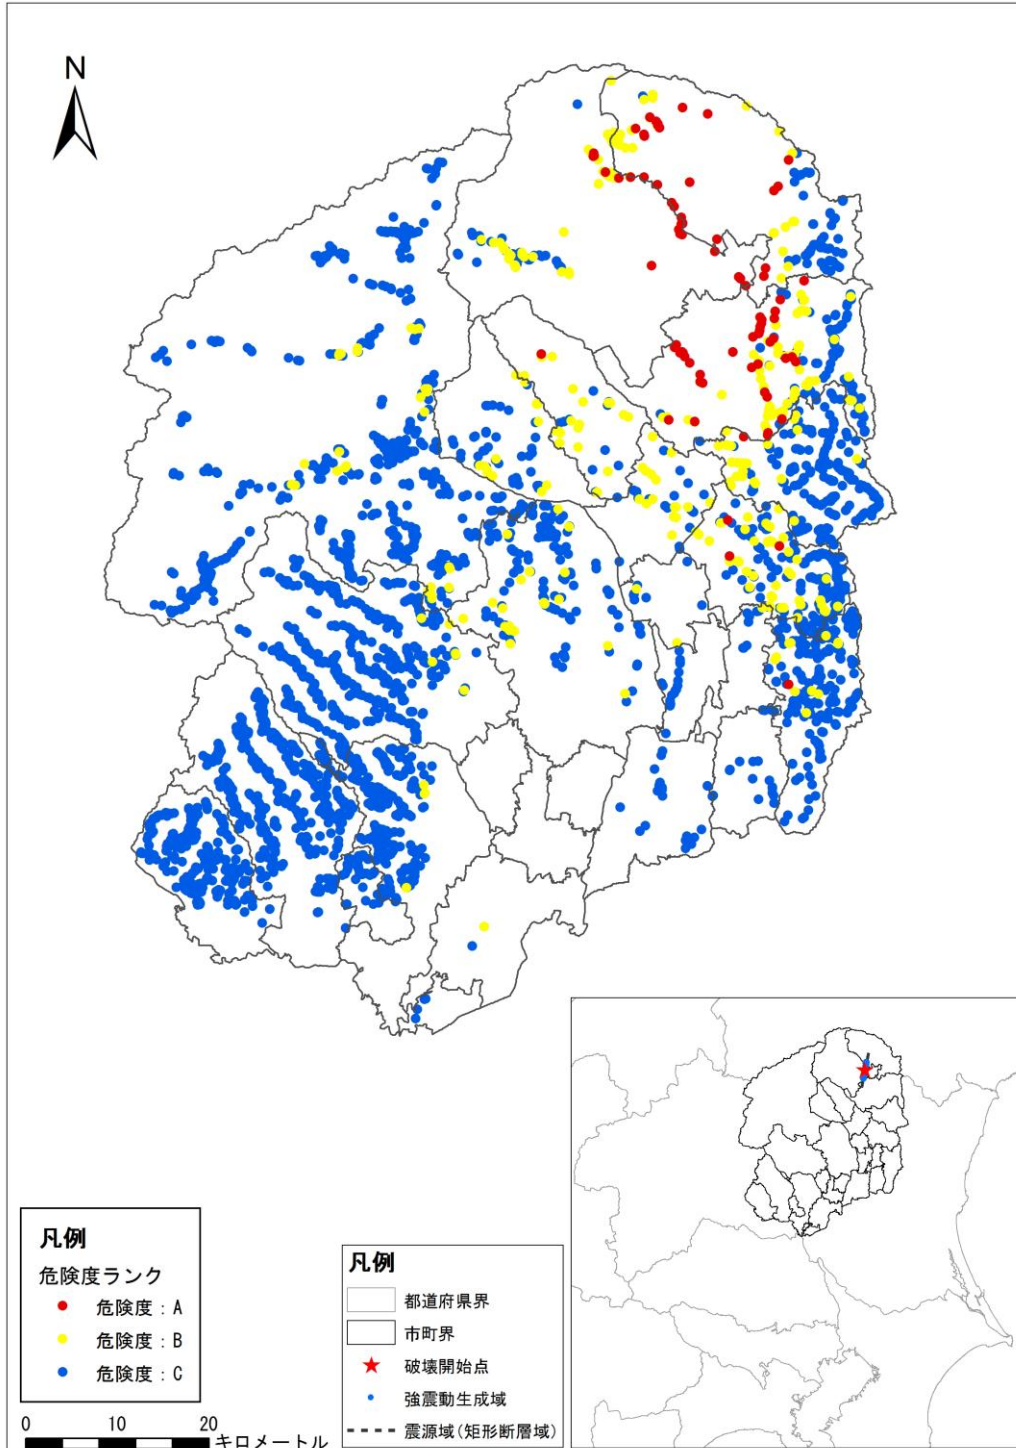 N
凡例
危険度ランク
危険度：A
危険度：B
危険度：C
0 10 20
キロメートル
凡例
都道府県界
市町界
破壊開始点
強震動生成域
震源域(矩形断層域)